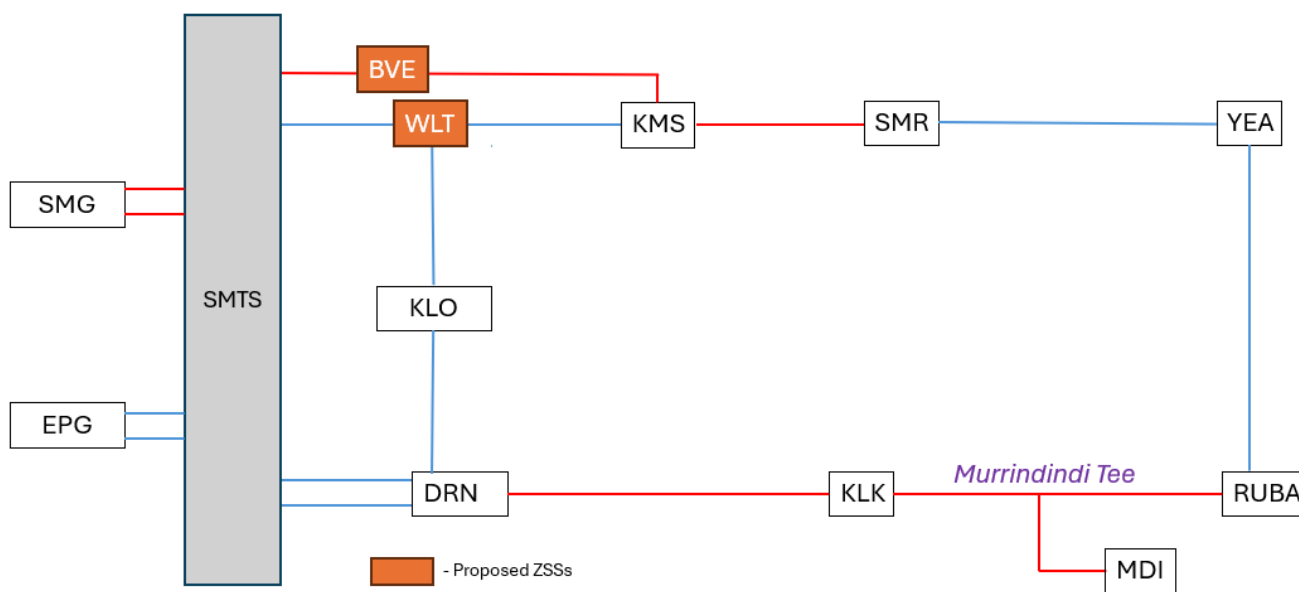 BVE
WLT
KMS
SMR
YEA
SMG
SMTS
KLO
EPG
Murrindindi Tee
DRN
KLK
RUBA
- Proposed ZSSs
MDI